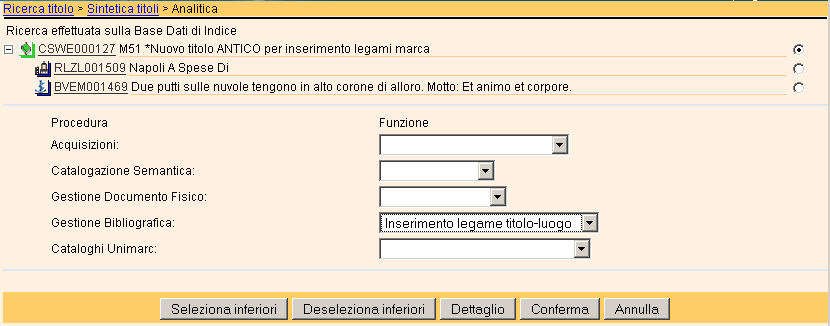 Ricerca titolo > Sintetica titoli > Analitica
Ricerca effettuata sulla Base Dati di Indice
CSWE000127 M51 *Nuovo titolo ANTICO per inserimento legami marca
RLZL001509 Napoli A Spese Di
BVEM001469 Due putti sulle nuvole tengono in alto corone di alloro. Motto: Et animo et corpore.
Procedura Funzione
Acquisizioni:
Catalogazione Semantica:
Gestione Documento Fisico:
Gestione Bibliografica: Inserimento legame titolo-luogo
Cataloghi Unimarc:
Seleziona inferiori Deseleziona inferiori Dettaglio Conferma Annulla